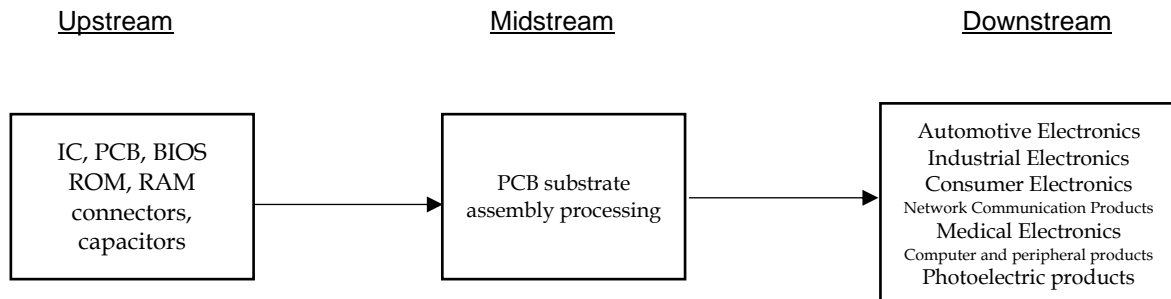 Upstream
Midstream
Downstream
IC, PCB, BIOS
ROM, RAM
connectors,
capacitors
PCB substrate
assembly processing
Automotive Electronics
Industrial Electronics
Consumer Electronics
Network Communication Products
Medical Electronics
Computer and peripheral products
Photoelectric products